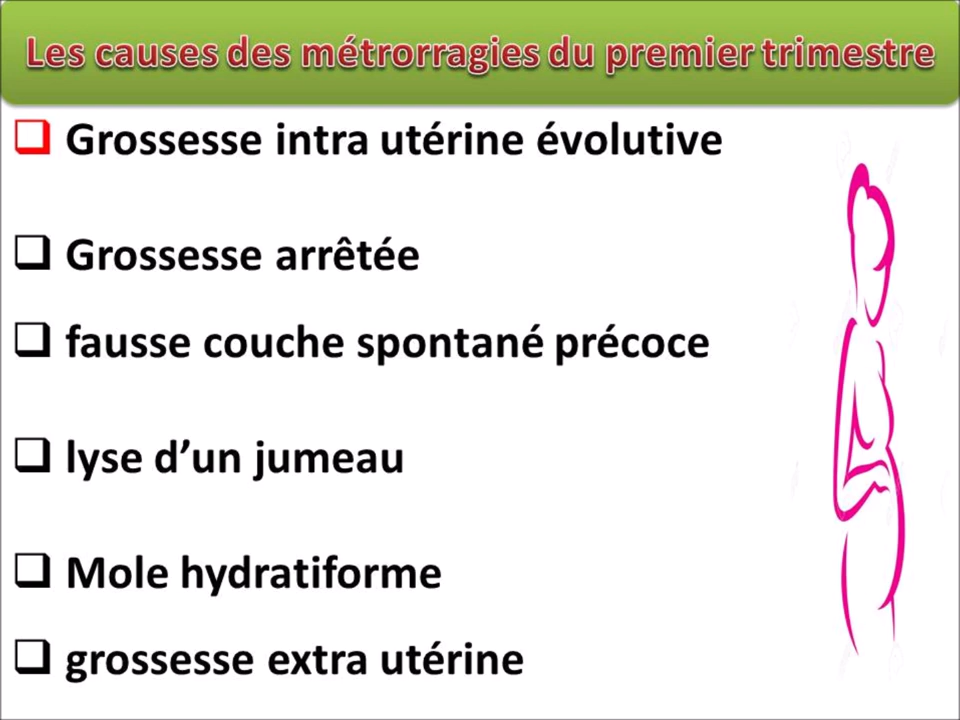 Les causes des métrorragies du premier trimestre
Grossesse intra utérine évolutive
Grossesse arrêtée
fausse couche spontané précoce
lyse d’un jumeau
Mole hydratiforme
grossesse extra utérine